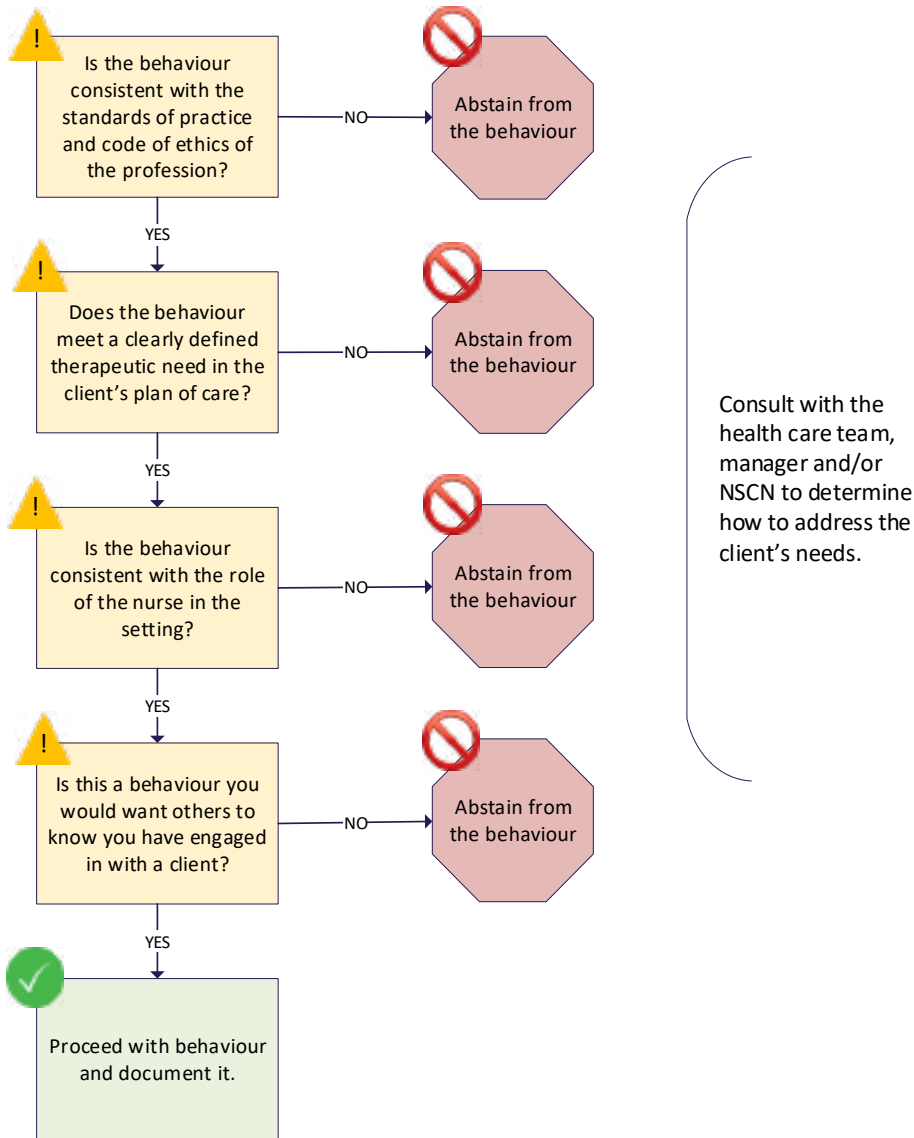 !
Is the behaviour
consistent with the
standards of practice
and code of ethics of
the profession?
NO
Abstain from
the behaviour
YES
!
Does the behaviour
meet a clearly defined
therapeutic need in the
client’s plan of care?
NO
Abstain from
the behaviour
YES
!
Is the behaviour
consistent with the role
of the nurse in the
setting?
NO
Abstain from
the behaviour
YES
!
Is this a behaviour you
would want others to
know you have engaged
in with a client?
NO
Abstain from
the behaviour
YES
Proceed with behaviour
and document it.
Consult with the
health care team,
manager and/or
NSCN to determine
how to address the
client’s needs.